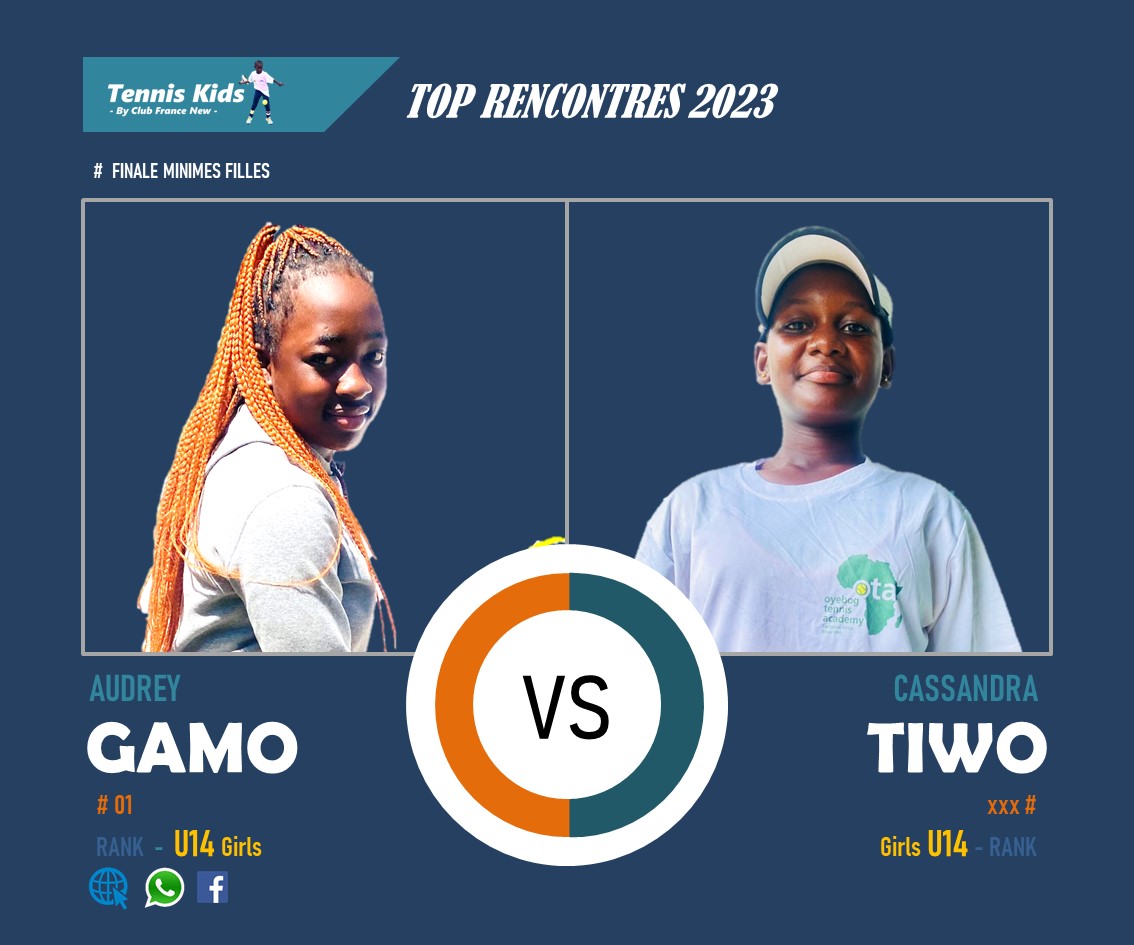 Tennis Kids
- By Club France New -
TOP RENCONTRES 2023
# FINALE MINIMES FILLES
ota
oyebog
tennis
academy
VS
AUDREY
GAMO
# 01
RANK - U14 Girls
CASSANDRA
TIWO
xxx #
Girls U14 - RANK